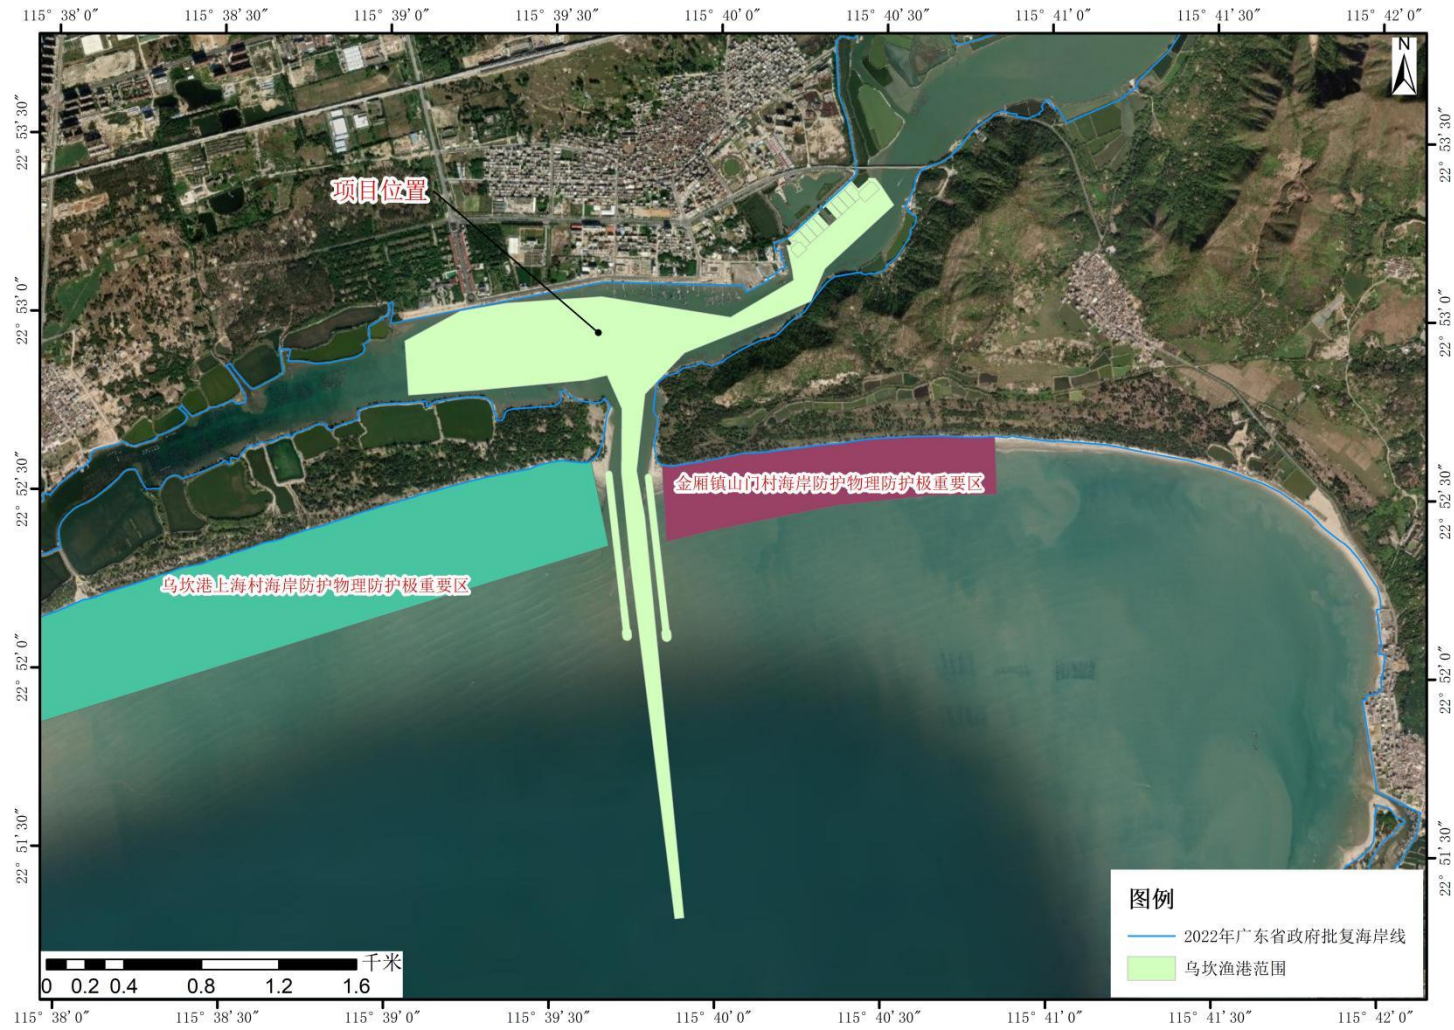 115° 38′ 0″ 115° 38′ 30″ 115° 39′ 0″ 115° 39′ 30″ 115° 40′ 0″ 115° 40′ 30″ 115° 41′ 0″ 115° 41′ 30″ 115° 42′ 0″
N
22° 53′ 30″
22° 53′ 30″
项目位置
22° 53′ 0″
22° 53′ 0″
金厢镇山门村海岸防护物理防护极重要区
22° 52′ 30″
22° 52′ 30″
乌坎港上海村海岸防护物理防护极重要区
22° 52′ 0″
22° 52′ 0″
22° 51′ 30″
22° 51′ 30″
图例
2022年广东省政府批复海岸线
乌坎渔港范围
千米
0 0.2 0.4 0.8 1.2 1.6
115° 38′ 0″ 115° 38′ 30″ 115° 39′ 0″ 115° 39′ 30″ 115° 40′ 0″ 115° 40′ 30″ 115° 41′ 0″ 115° 41′ 30″ 115° 42′ 0″